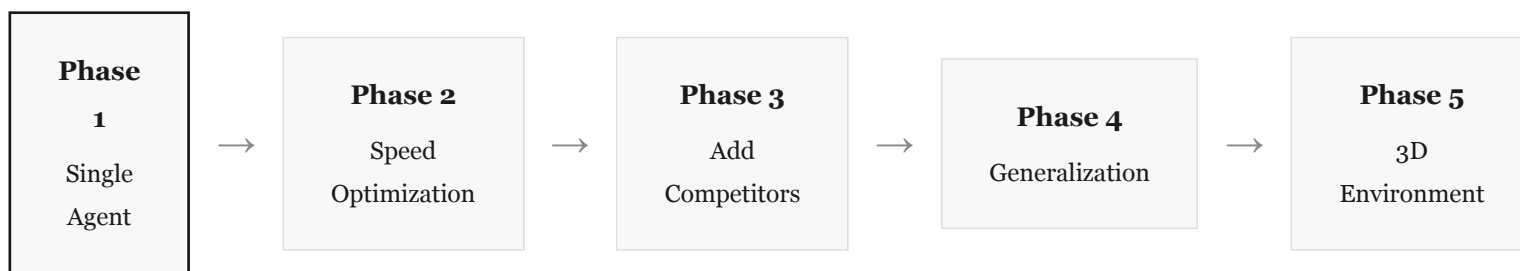 Phase
1
Single
Agent
→
Phase 2
Speed
Optimization
→
Phase 3
Add
Competitors
→
Phase 4
Generalization
→
Phase 5
3D
Environment